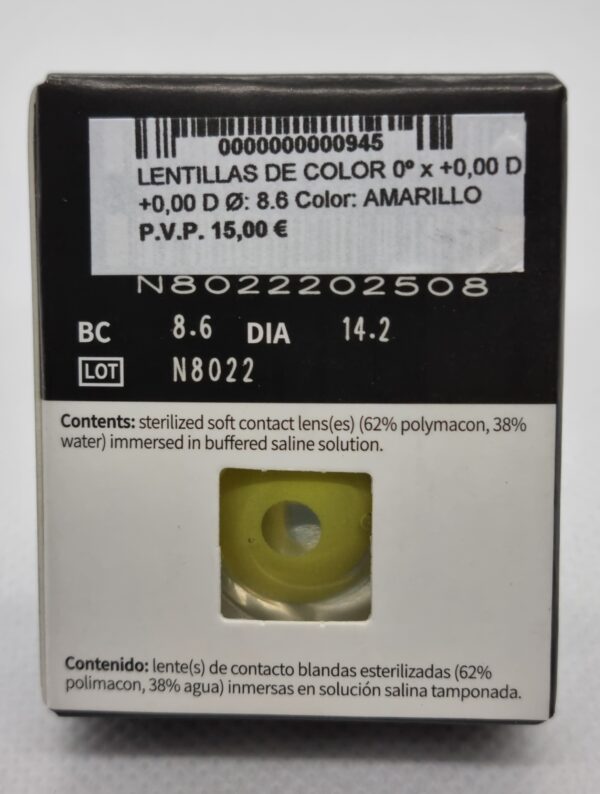 0000000000945
LENTILLAS DE COLOR 0º x +0,00 D
+0,00 D Ø: 8.6 Color: AMARILLO
P.V.P. 15,00 €
N8022202508
BC 8.6 DIA 14.2
LOT N8022
Contents: sterilized soft contact lens(es) (62% polymacon, 38%
water) immersed in buffered saline solution.
Contenido: lente(s) de contacto blandas esterilizadas (62%
polimacon, 38% agua) inmersas en solución salina tamponada.